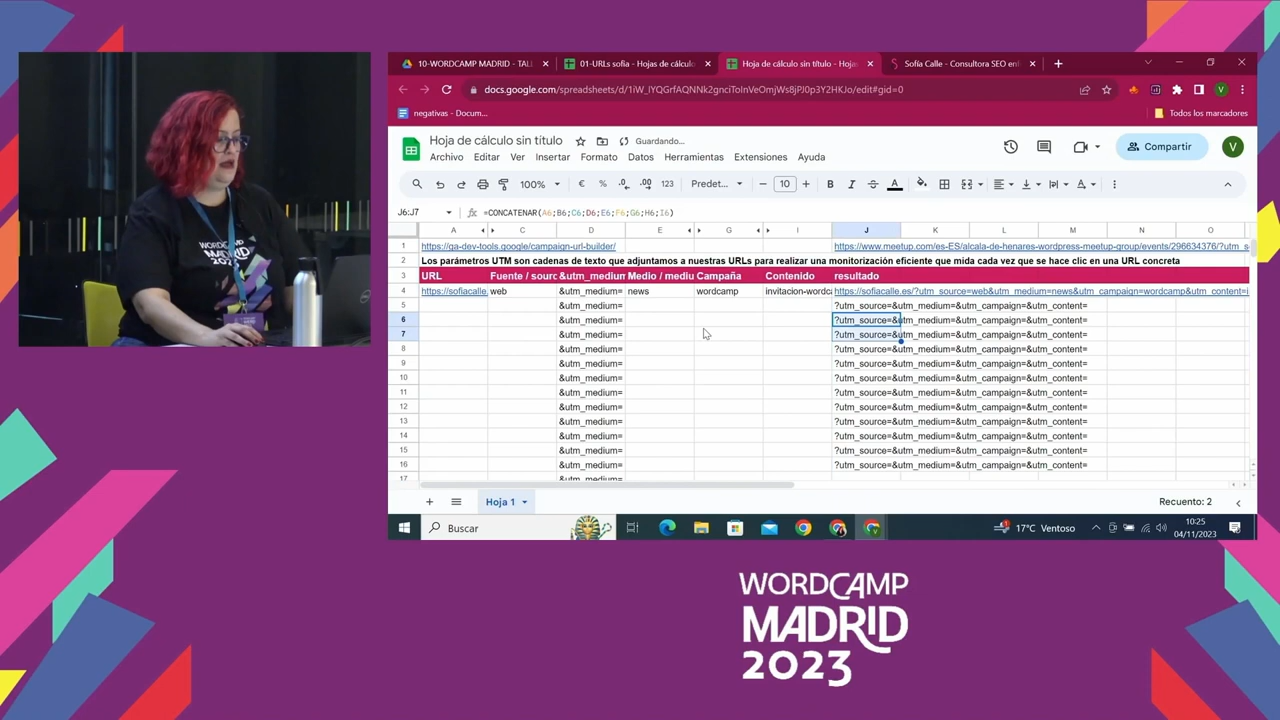 10-WORDCAMP MADRID - TAL
01-URLs sofia - Hojas de cálculo
Hoja de cálculo sin título - Hojas
Sofía Calle - Consultora SEO en
docs.google.com/spreadsheets/d/
/edit#gid=0
negativas - Docum...
Todos los marcadores
Hoja de cálculo sin título
Guardando...
Archivo Editar Ver Insertar Formato Datos Herramientas Extensiones Ayuda
Compartir
V
100% € % .0 .00 123 Predet... 10 B I A
J6:J7 fx =CONCATENAR(A6;B6;C6;D6;E6;F6;G6;H6;I6)
A C D E G I J K L M N O
1 https://ga-dev-tools.google/campaign-url-builder/ https://www.meetup.com/es-ES/alcala-de-henares-wordpress-meetup-group/events/296634376/?utm_s
2 Los parámetros UTM son cadenas de texto que adjuntamos a nuestras URLs para realizar una monitorización eficiente que mida cada vez que se hace clic en una URL concreta
3 URL Fuente / sourc &utm_medium Medio / mediu Campaña Contenido resultado
4 https://sofiacalle. web &utm_medium= news wordcamp invitacion-wordca https://sofiacalle.es/?utm_source=web&utm_medium=news&utm_campaign=wordcamp&utm_content=i
5 &utm_medium= ?utm_source=&utm_medium=&utm_campaign=&utm_content=
6 &utm_medium= ?utm_source=&utm_medium=&utm_campaign=&utm_content=
7 &utm_medium= ?utm_source=&utm_medium=&utm_campaign=&utm_content=
8 &utm_medium= ?utm_source=&utm_medium=&utm_campaign=&utm_content=
9 &utm_medium= ?utm_source=&utm_medium=&utm_campaign=&utm_content=
10 &utm_medium= ?utm_source=&utm_medium=&utm_campaign=&utm_content=
11 &utm_medium= ?utm_source=&utm_medium=&utm_campaign=&utm_content=
12 &utm_medium= ?utm_source=&utm_medium=&utm_campaign=&utm_content=
13 &utm_medium= ?utm_source=&utm_medium=&utm_campaign=&utm_content=
14 &utm_medium= ?utm_source=&utm_medium=&utm_campaign=&utm_content=
15 &utm_medium= ?utm_source=&utm_medium=&utm_campaign=&utm_content=
16 &utm_medium= ?utm_source=&utm_medium=&utm_campaign=&utm_content=
17 &utm_medium=
Hoja 1
Recuento: 2
Buscar
17°C Ventoso
10:25
04/11/2023
WORDCAMP
MADRID
WORDCAMP
MADRID
2023